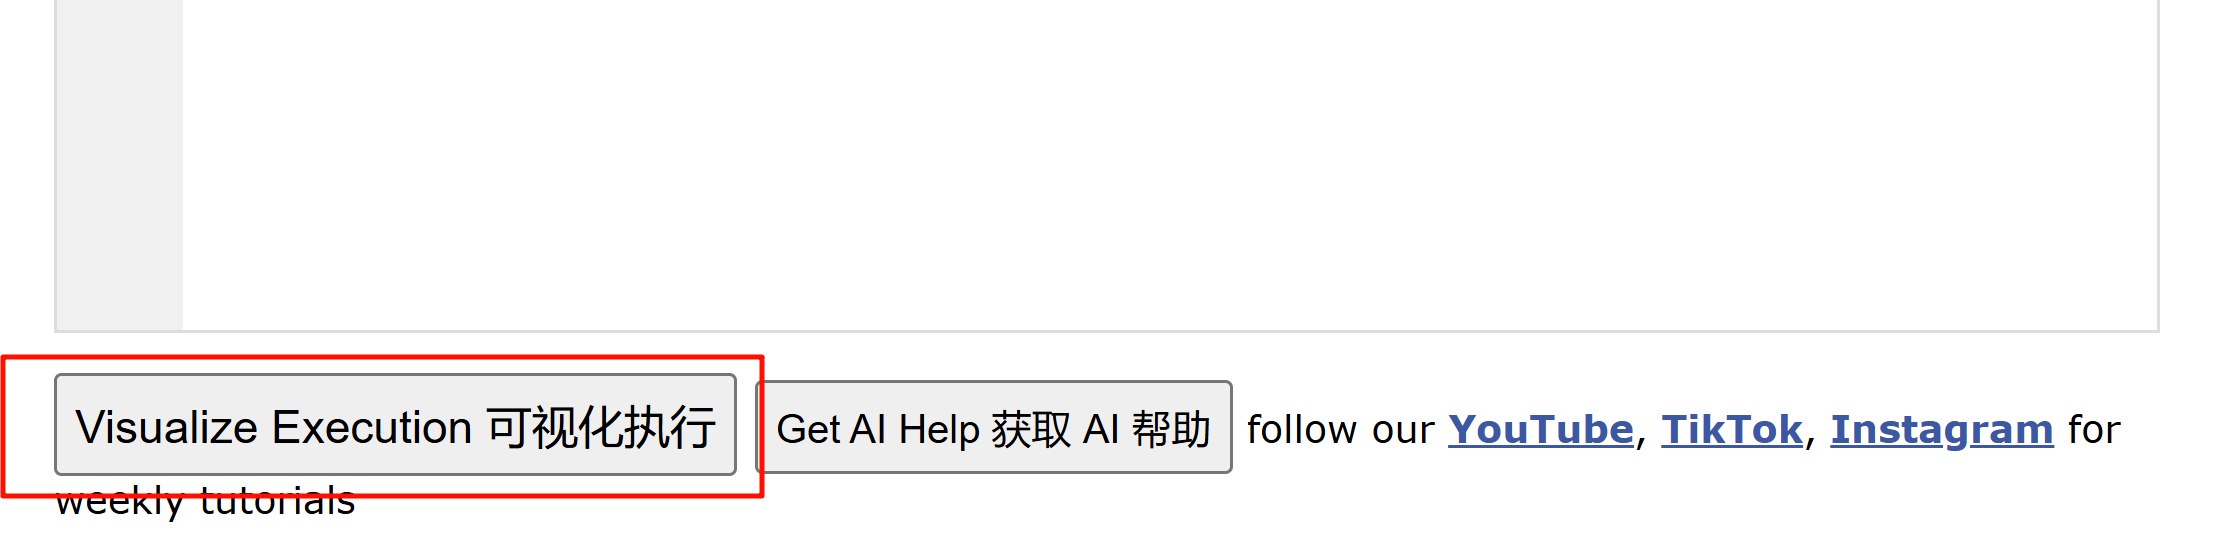 Visualize Execution 可视化执行 Get AI Help 获取 AI 帮助 follow our YouTube, TikTok, Instagram for
weekly tutorials